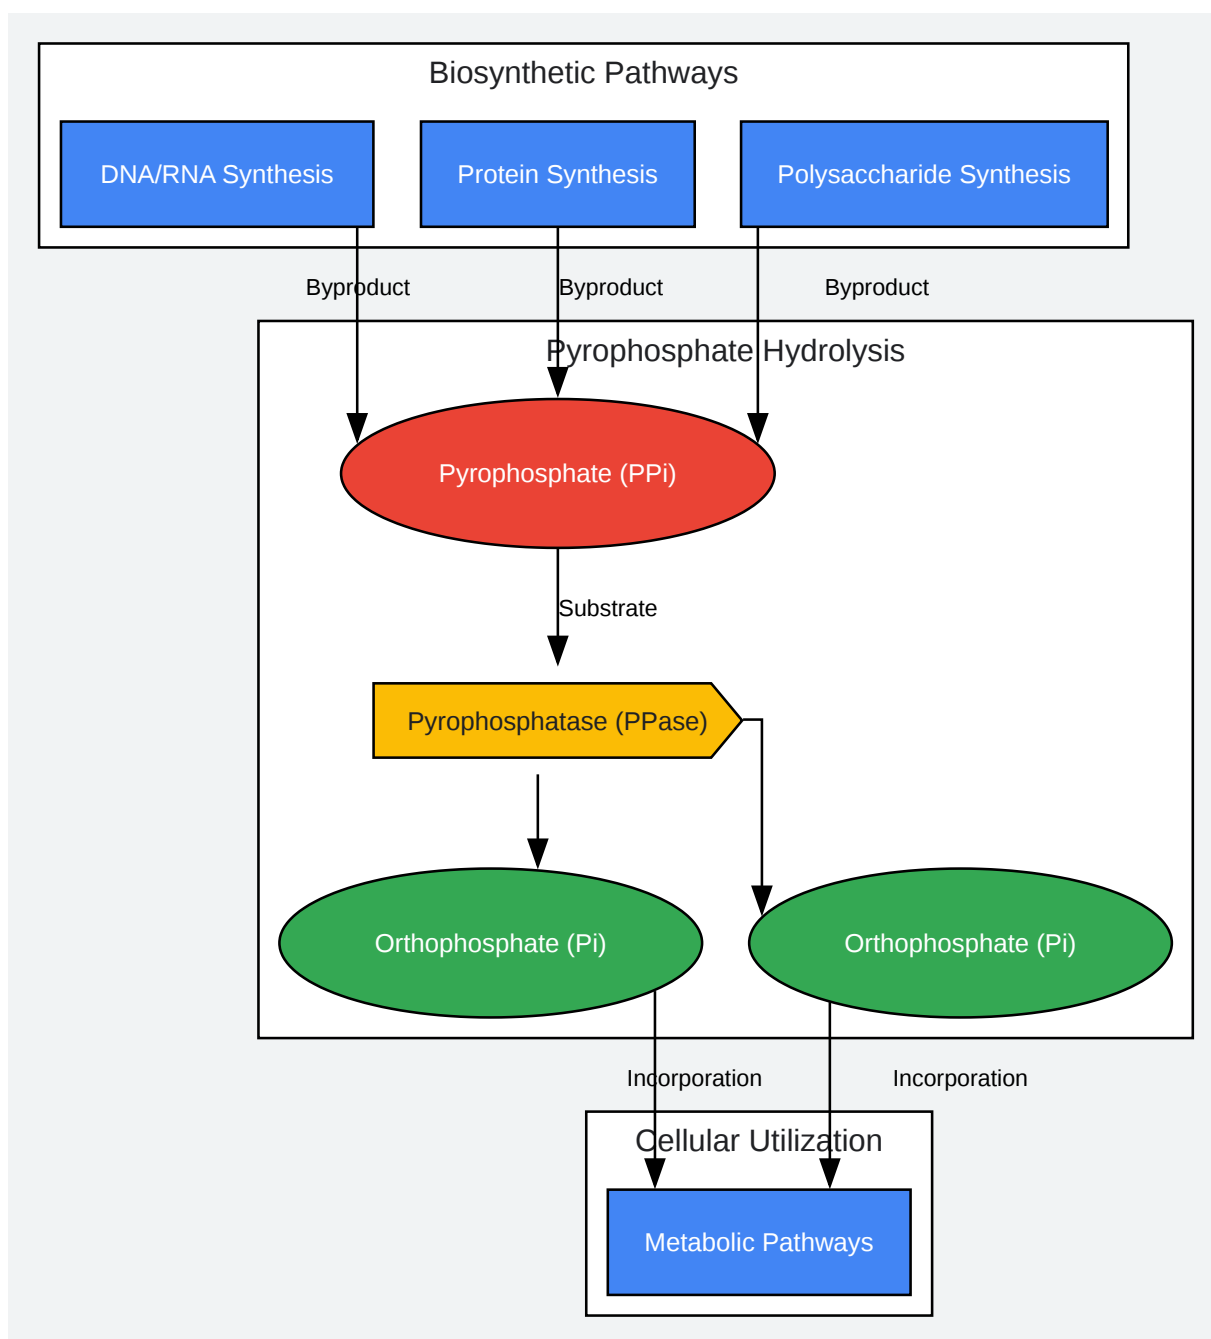 Biosynthetic Pathways
DNA/RNA Synthesis
Protein Synthesis
Polysaccharide Synthesis
Byproduct
Byproduct
Byproduct
Pyrophosphate Hydrolysis
Pyrophosphate (PPi)
Substrate
Pyrophosphatase (PPase)
Orthophosphate (Pi)
Orthophosphate (Pi)
Incorporation
Incorporation
Cellular Utilization
Metabolic Pathways